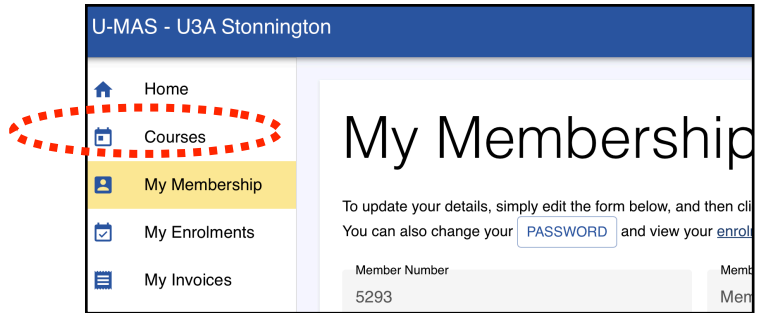 U-MAS - U3A Stonnington
Home
Courses
My Membership
My Enrolments
My Invoices
My Membership
To update your details, simply edit the form below, and then cli
You can also change your PASSWORD and view your enrol
Member Number
5293
Memb
Mem